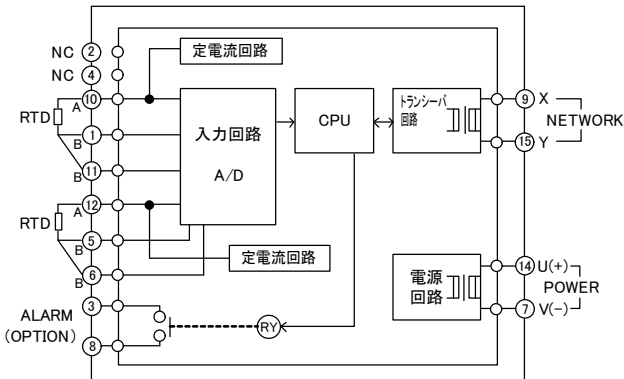 NC
2
NC
4
定電流回路
10
A
RTD
1
B
11
B
入力回路
A/D
CPU
トランシーバ
回路
9
X
NETWORK
15
Y
12
A
RTD
5
B
6
B
定電流回路
電源
回路
14
U(+)
POWER
7
V(−)
3
ALARM
(OPTION)
8
RY